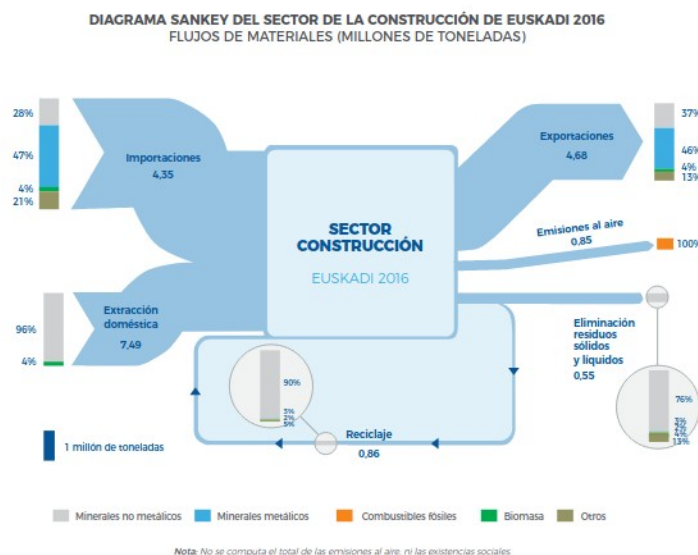 DIAGRAMA SANKEY DEL SECTOR DE LA CONSTRUCCIÓN DE EUSKADI 2016
FLUJOS DE MATERIALES (MILLONES DE TONELADAS)
28%
47%
4%
21%
Importaciones
4,35
Exportaciones
4,68
37%
46%
4%
13%
SECTOR
CONSTRUCCIÓN
EUSKADI 2016
Emisiones al aire
0,85
100%
96%
4%
Extracción
doméstica
7,49
Eliminación
residuos
sólidos
y líquidos
0,55
90%
3%
2%
5%
76%
3%
4%
13%
1 millón de toneladas
Reciclaje
0,86
Minerales no metálicos
Minerales metálicos
Combustibles fósiles
Biomasa
Otros
Nota: No se computa el total de las emisiones al aire, ni las existencias sociales